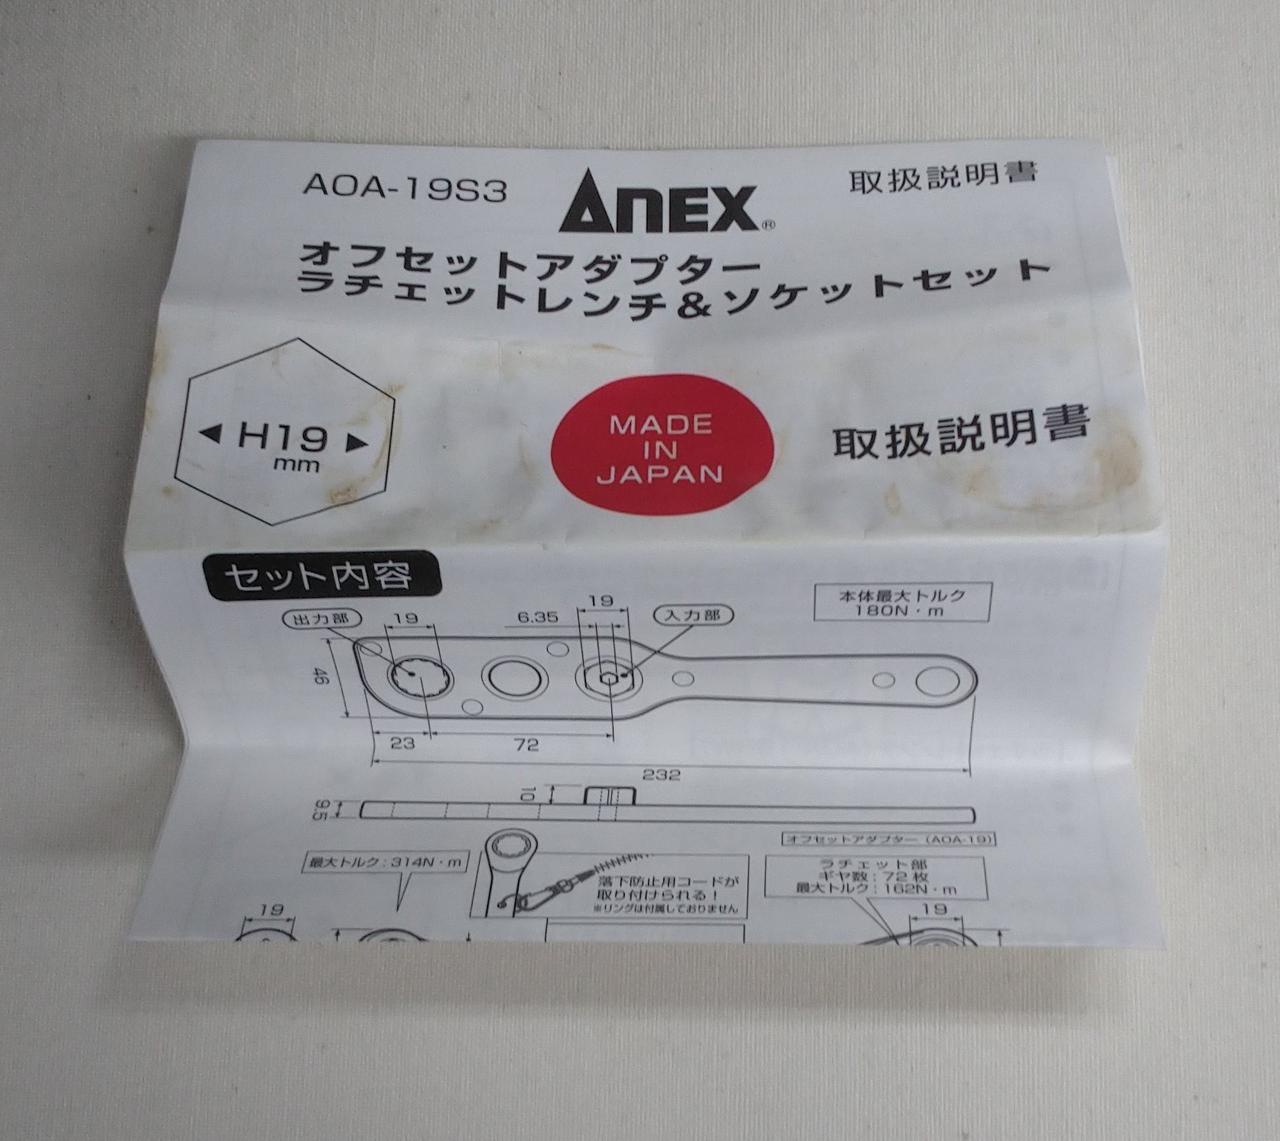 AOA-19S3
ANEX®
取扱説明書
オフセットアダプター
ラチェットレンチ&ソケットセット
◀ H19 ▶
mm
MADE
IN
JAPAN
取扱説明書
セット内容
本体最大トルク
180N・m
出力部
19
6.35
19
入力部
46
23
72
232
10
9.5
オフセットアダプター（AOA-19）
最大トルク:314N・m
落下防止用コードが
取り付けられる!
※リングは付属しておりません
ラチェット部
ギヤ数:72枚
最大トルク:162N・m
19
19